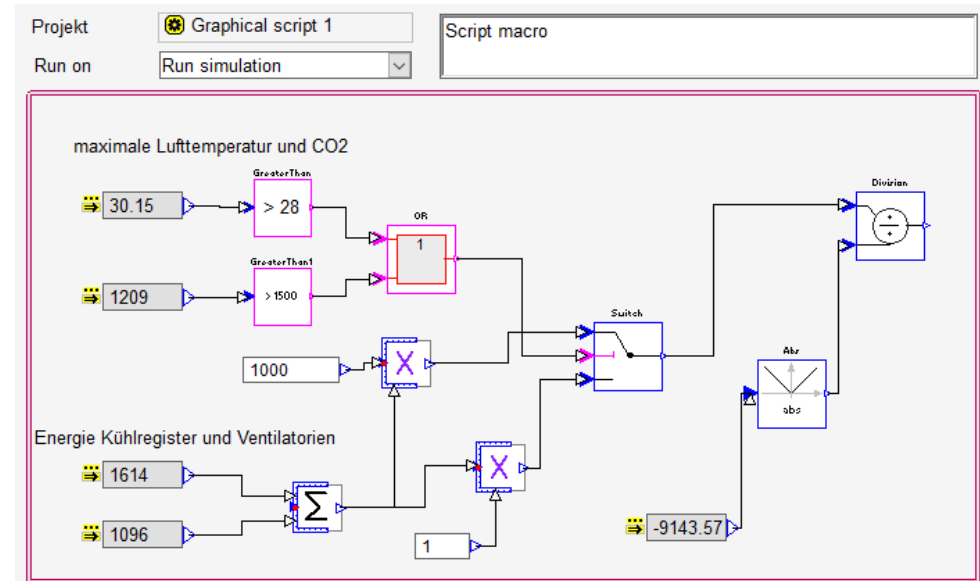 Projekt
Graphical script 1
Script macro
Run on
Run simulation
maximale Lufttemperatur und CO2
GreaterThan
30.15
> 28
OR
1
Division
GreaterThan1
1209
>1500
Switch
1000
X
Abs
abs
Energie Kühlregister und Ventilatorien
1614
X
Σ
1096
1
-9143.57